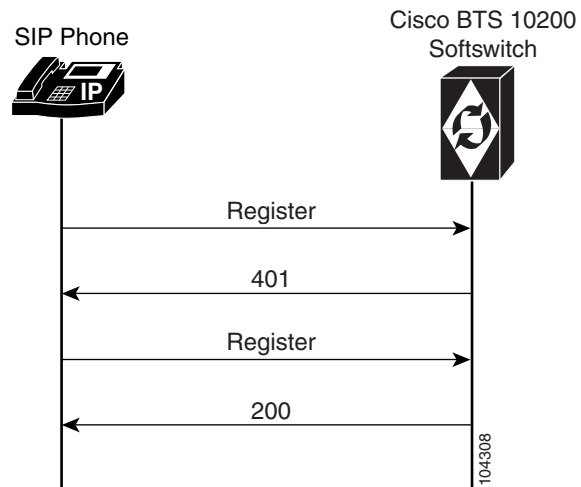 SIP Phone
Cisco BTS 10200
Softswitch
IP
Register
401
Register
200
104308